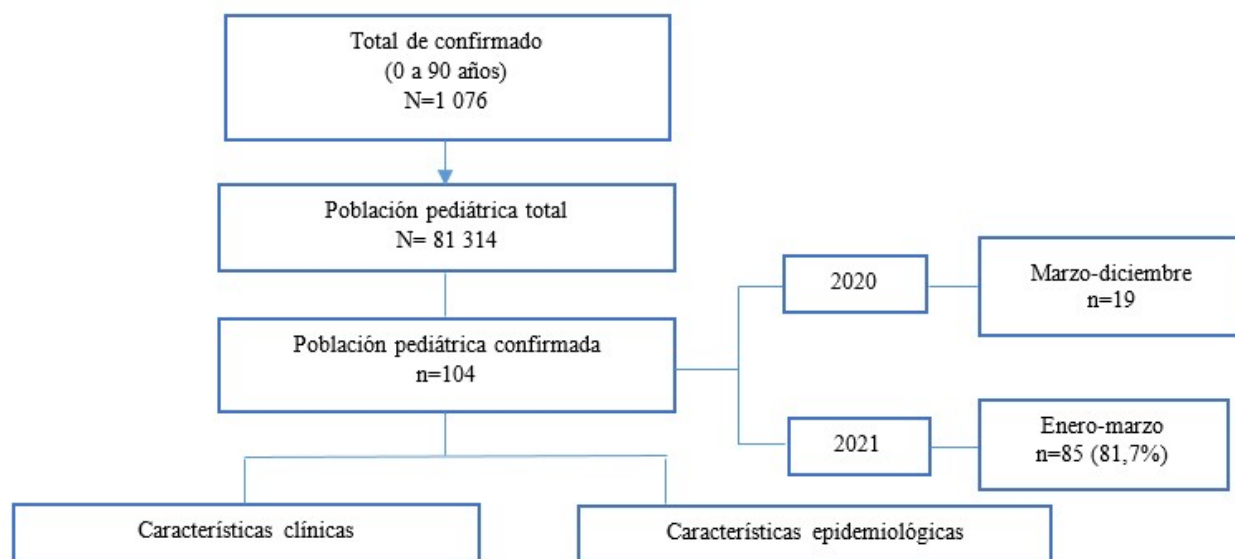 Total de confirmado
(0 a 90 años)
N=1 076
Población pediátrica total
N= 81 314
Población pediátrica confirmada
n=104
2020
Marzo-diciembre
n=19
2021
Enero-marzo
n=85 (81,7%)
Características clínicas
Características epidemiológicas